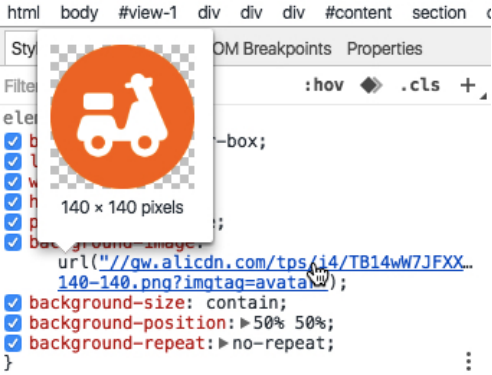 html body #view-1 div div div #content section
Sty OM Breakpoints Properties
Filte :hov .cls +
elem
b r-box;
l
w
h
p ;
background-image:
140 × 140 pixels
url("//gw.alicdn.com/tps/i4/TB14wW7JFXX…
140-140.png?imgtag=avatar");
background-size: contain;
background-position: 50% 50%;
background-repeat: no-repeat;
}